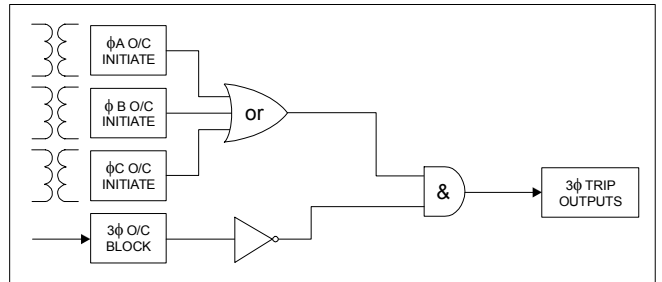 ϕA O/C
INITIATE
ϕ B O/C
INITIATE
ϕC O/C
INITIATE
3ϕ O/C
BLOCK
or
&
3ϕ TRIP
OUTPUTS